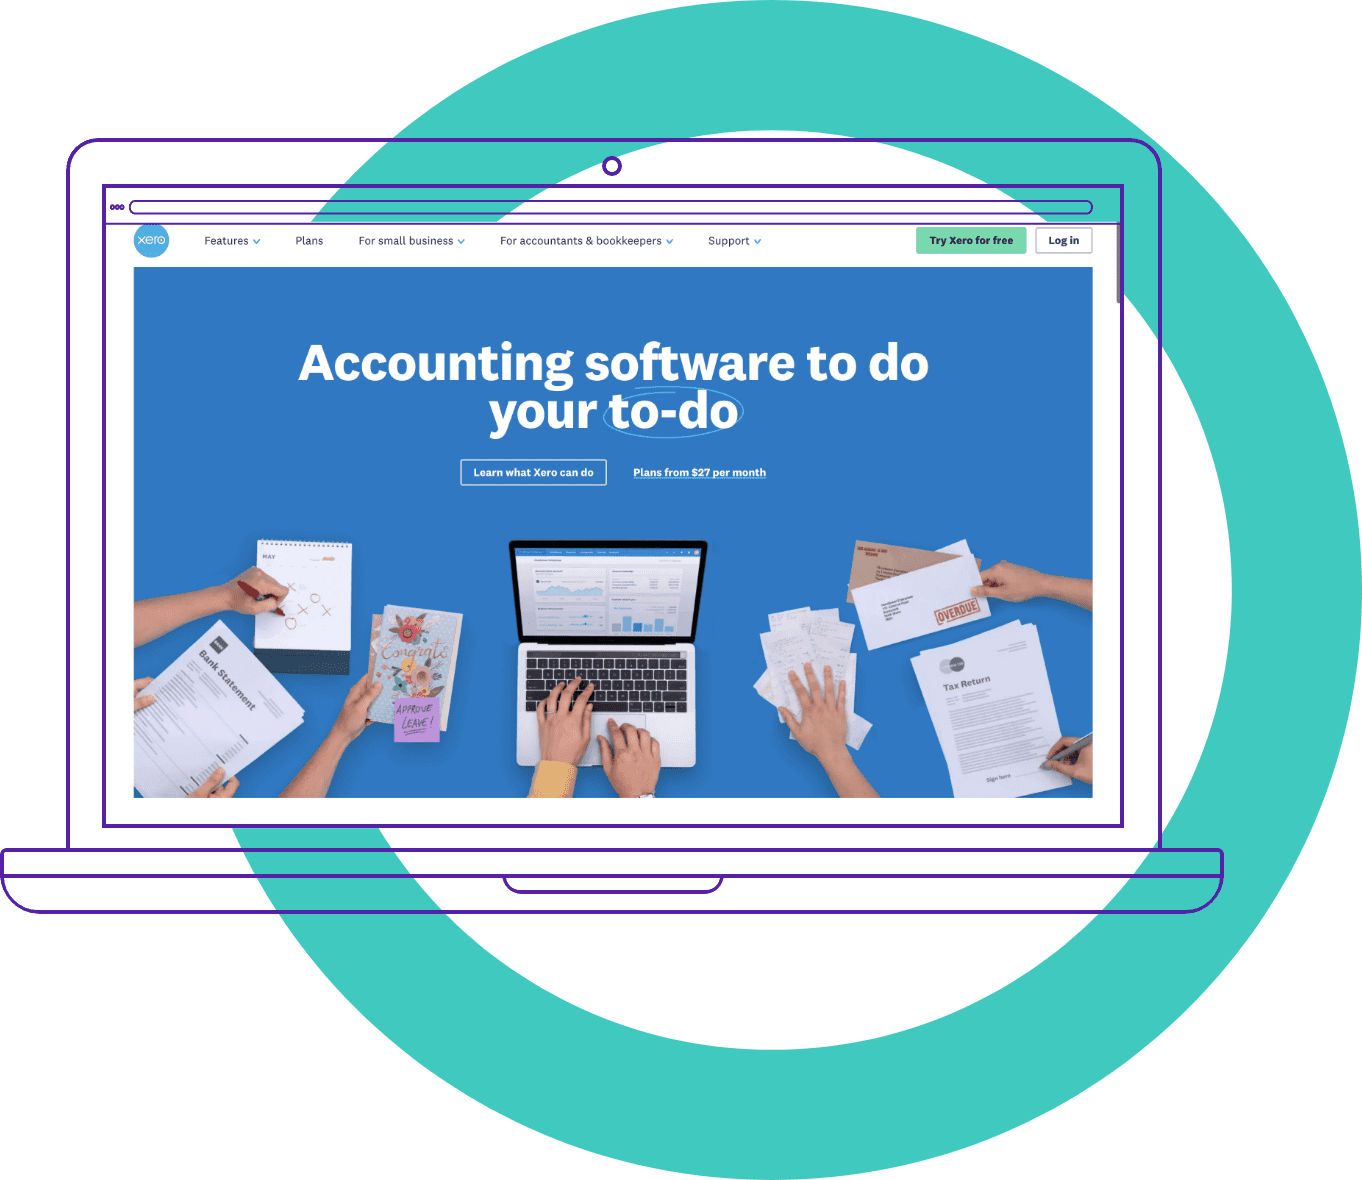 xero
Features
Plans
For small business
For accountants & bookkeepers
Support
Try Xero for free
Log in
Accounting software to do
your to-do
Learn what Xero can do
Plans from $27 per month
MAY
Bank Statement
Congrats
APPROVE
LEAVE!
OVERDUE
Tax Return
Sign here